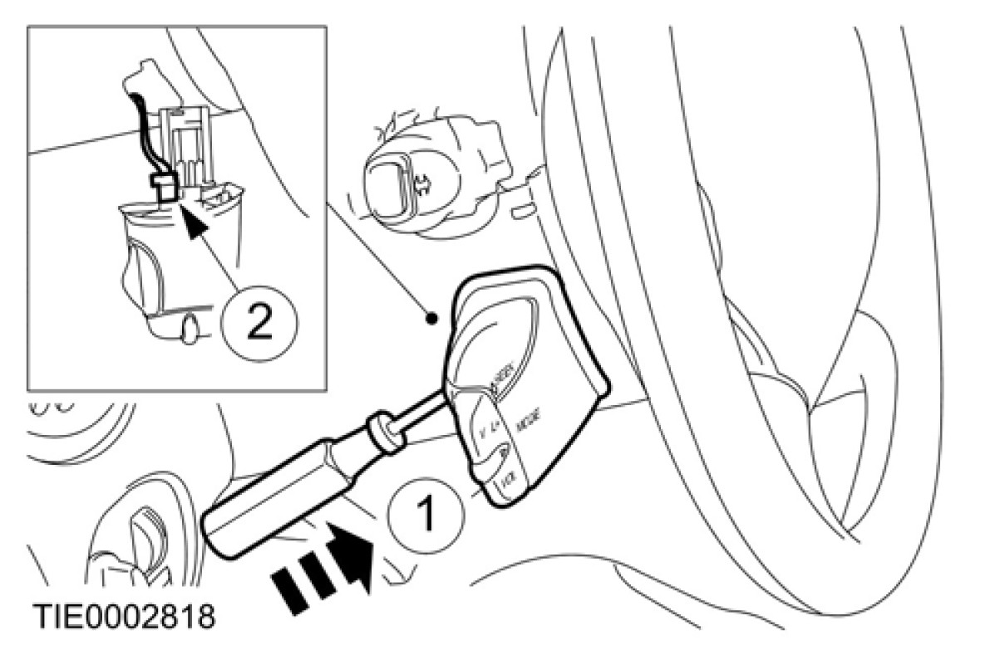 2
SEEK
MODE
V L+
VOL
1
TIE0002818